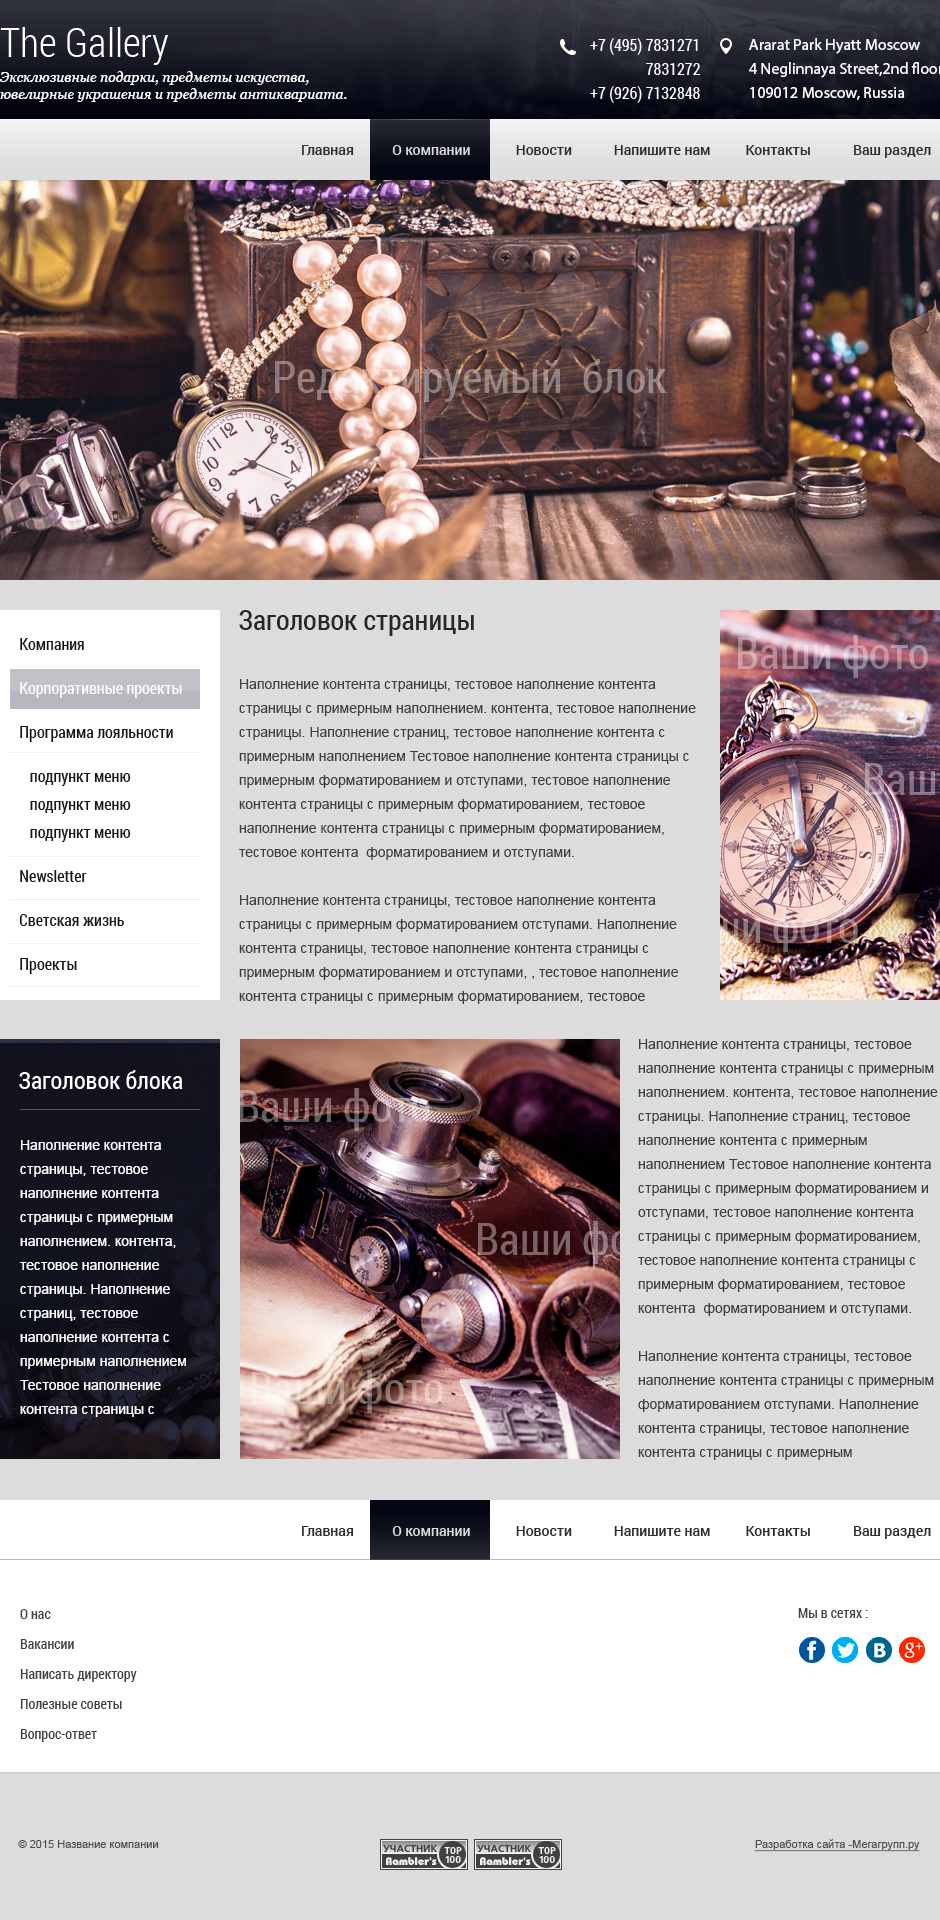 The Gallery
Эксклюзивные подарки, предметы искусства,
ювелирные украшения и предметы антиквариата.
+7 (495) 7831271
7831272
+7 (926) 7132848
Ararat Park Hyatt Moscow
4 Neglinnaya Street,2nd floor
109012 Moscow, Russia
Главная О компании Новости Напишите нам Контакты Ваш раздел
Редактируемый блок
Компания
Корпоративные проекты
Программа лояльности
подпункт меню
подпункт меню
подпункт меню
Newsletter
Светская жизнь
Проекты
Заголовок страницы
Наполнение контента страницы, тестовое наполнение контента
страницы с примерным наполнением. контента, тестовое наполнение
страницы. Наполнение страниц, тестовое наполнение контента с
примерным наполнением Тестовое наполнение контента страницы с
примерным форматированием и отступами, тестовое наполнение
контента страницы с примерным форматированием, тестовое
наполнение контента страницы с примерным форматированием,
тестовое контента форматированием и отступами.
Наполнение контента страницы, тестовое наполнение контента
страницы с примерным форматированием отступами. Наполнение
контента страницы, тестовое наполнение контента страницы с
примерным форматированием и отступами, , тестовое наполнение
контента страницы с примерным форматированием, тестовое
Ваши фото
Ваш
ши фото
Заголовок блока
Наполнение контента
страницы, тестовое
наполнение контента
страницы с примерным
наполнением. контента,
тестовое наполнение
страницы. Наполнение
страниц, тестовое
наполнение контента с
примерным наполнением
Тестовое наполнение
контента страницы с
Ваши фото
Ваши фо
Ваши фото
Наполнение контента страницы, тестовое
наполнение контента страницы с примерным
наполнением. контента, тестовое наполнение
страницы. Наполнение страниц, тестовое
наполнение контента с примерным
наполнением Тестовое наполнение контента
страницы с примерным форматированием и
отступами, тестовое наполнение контента
страницы с примерным форматированием,
тестовое наполнение контента страницы с
примерным форматированием, тестовое
контента форматированием и отступами.
Наполнение контента страницы, тестовое
наполнение контента страницы с примерным
форматированием отступами. Наполнение
контента страницы, тестовое наполнение
контента страницы с примерным
Главная О компании Новости Напишите нам Контакты Ваш раздел
О нас
Вакансии
Написать директору
Полезные советы
Вопрос-ответ
Мы в сетях :
© 2015 Название компании
УЧАСТНИК Rambler's TOP 100
УЧАСТНИК Rambler's TOP 100
Разработка сайта -Мегагрупп.ру